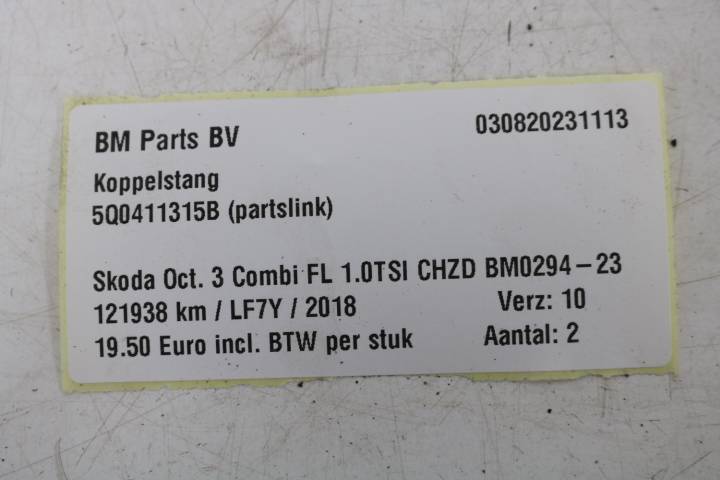 BM Parts BV 030820231113
Koppelstang
5Q0411315B (partslink)
Skoda Oct. 3 Combi FL 1.0TSI CHZD BM0294-23
121938 km / LF7Y / 2018 Verz: 10
19.50 Euro incl. BTW per stuk Aantal: 2